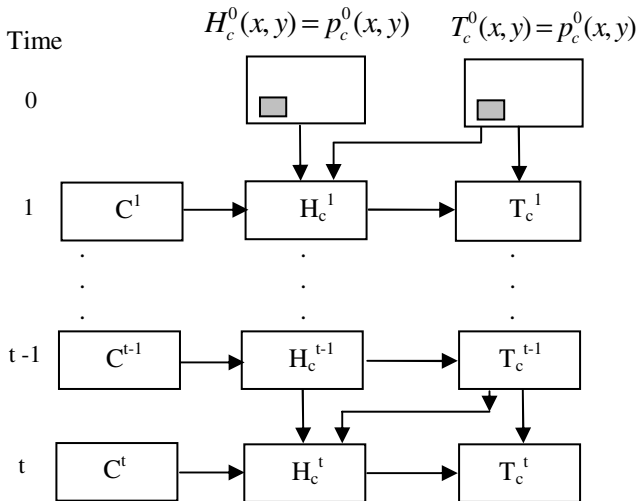 H_c^0(x, y) = p_c^0(x, y) T_c^0(x, y) = p_c^0(x, y)
Time
0
1 C^1 H_c^1 T_c^1
. . .
. . .
. . .
t -1 C^{t-1} H_c^{t-1} T_c^{t-1}
t C^t H_c^t T_c^t